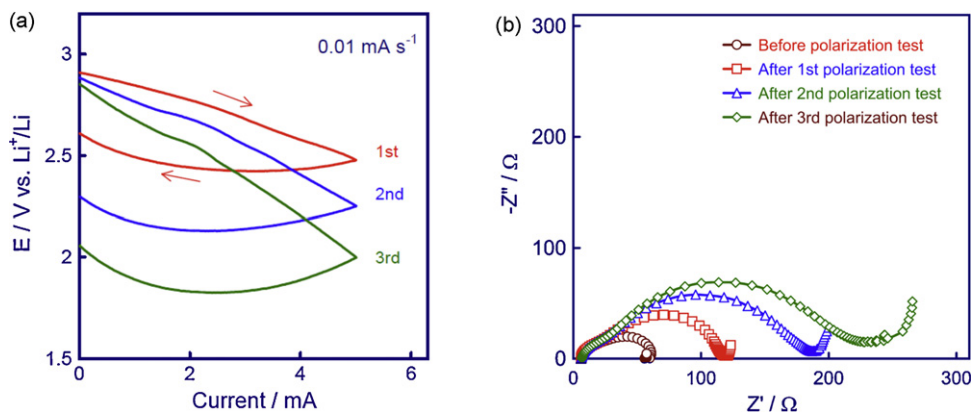 (a)
0.01 mA s⁻¹
3
2.5
2
1.5
E / V vs. Li⁺/Li
1st
2nd
3rd
0 2 4 6
Current / mA
(b)
300
200
100
0
-Z" / Ω
Before polarization test
After 1st polarization test
After 2nd polarization test
After 3rd polarization test
0 100 200 300
Z' / Ω